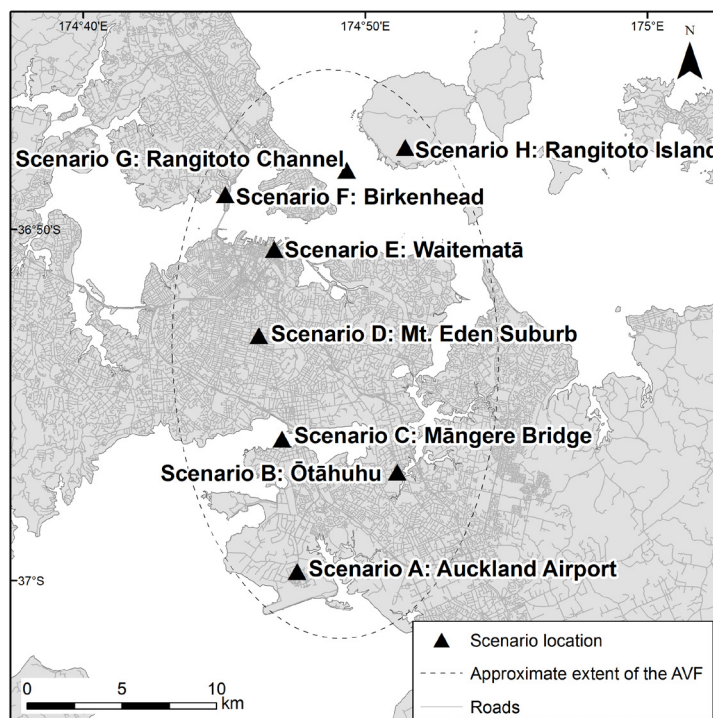 174°40' 174°50' 175°
N
Scenario H: Rangitoto Island
Scenario G: Rangitoto Channel
Scenario F: Birkenhead
36°50'S
Scenario E: Waitematā
Scenario D: Mt. Eden Suburb
Scenario C: Māngere Bridge
Scenario B: Ōtāhuhu
Scenario A: Auckland Airport
37°S
Scenario location
Approximate extent of the AVF
Roads
0 5 10
km